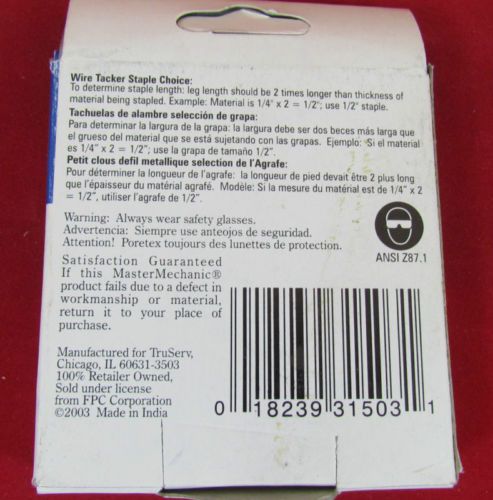 Wire Tacker Staple Choice:
To determine staple length: leg length should be 2 times longer than thickness of
material being stapled. Example: Material is 1/4" x 2 = 1/2"; use 1/2" staple.
Tachuelas de alambre selección de grapa:
Para determinar la largura de la grapa: la largura debe ser dos beces más larga que
el grueso del material que se está sujetando con las grapas. Ejemplo: Si el material
es 1/4" x 2 = 1/2"; use la grapa de tamaño 1/2".
Petit clous defil metallique selection de l'Agrafe:
Pour déterminer la longueur de l'agrafe: la longueur de pied devait être 2 plus long
que l'épaisseur du matérial agrafé. Modèle: Si la mesure du matérial est de 1/4" x 2
= 1/2", utiliser l'agrafe de 1/2".
Warning: Always wear safety glasses.
Advertencia: Siempre use anteojos de seguridad.
Attention! Poretex toujours des lunettes de protection.
ANSI Z87.1
Satisfaction Guaranteed
If this MasterMechanic®
product fails due to a defect in
workmanship or material,
return it to your place of
purchase.
Manufactured for TruServ,
Chicago, IL 60631-3503
100% Retailer Owned,
Sold under license
from FPC Corporation
©2003 Made in India
0 18239 31503 1